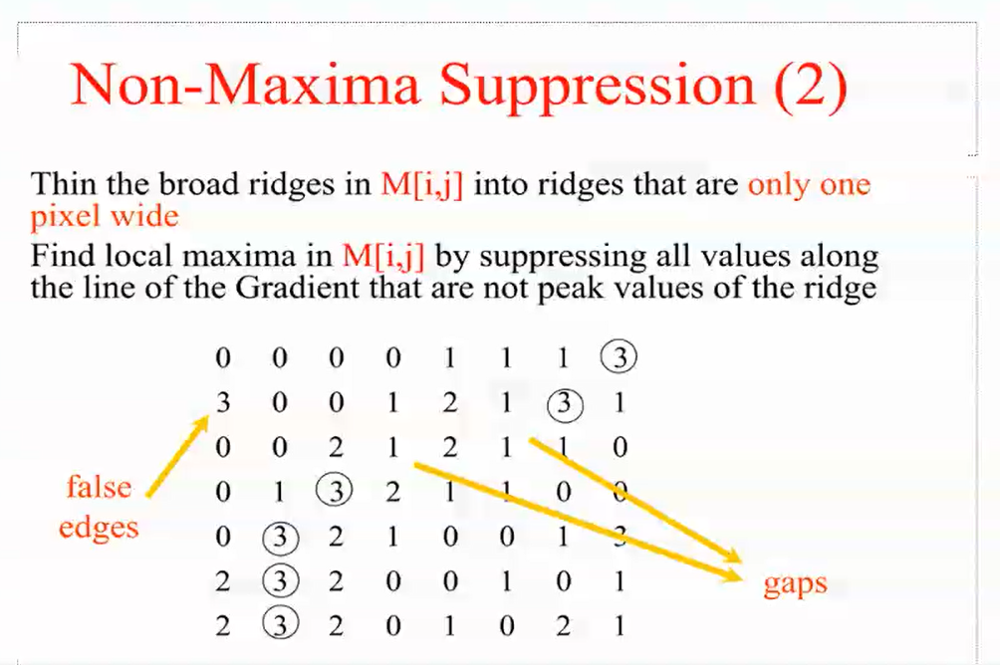 Non-Maxima Suppression (2)
Thin the broad ridges in M[i,j] into ridges that are only one
pixel wide
Find local maxima in M[i,j] by suppressing all values along
the line of the Gradient that are not peak values of the ridge
0 0 0 0 1 1 1 3
3 0 0 1 2 1 3 1
0 0 2 1 2 1 1 0
0 1 3 2 1 1 0 0
0 3 2 1 0 0 1 3
2 3 2 0 0 1 0 1
2 3 2 0 1 0 2 1
false
edges
gaps